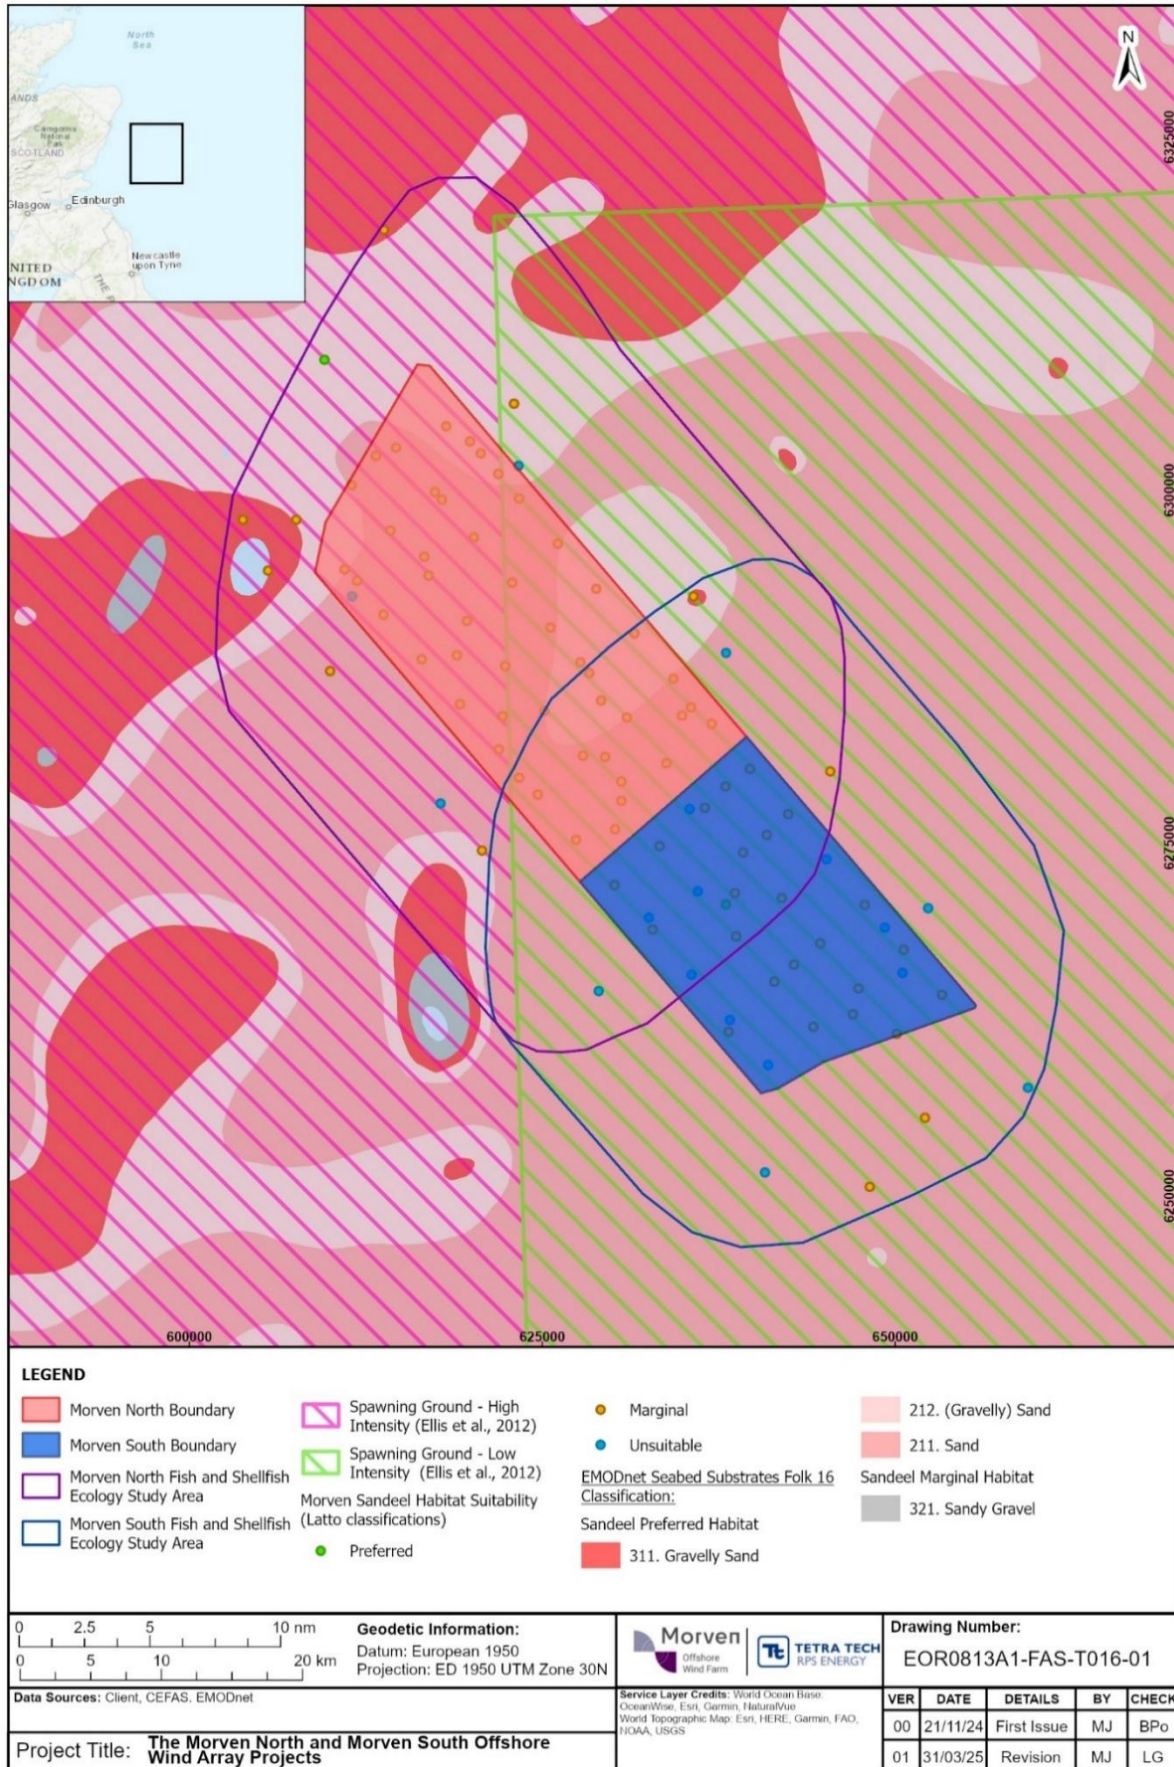 North
Sea
ANDS
Cairngorms
National
Park
SCOTLAND
Glasgow
Edinburgh
Newcastle
upon Tyne
NITED
NGDOM
THE P
N
6325000
6300000
6275000
6250000
600000
625000
650000
LEGEND
Morven North Boundary
Morven South Boundary
Morven North Fish and Shellfish
Ecology Study Area
Morven South Fish and Shellfish
Ecology Study Area
Spawning Ground - High
Intensity (Ellis et al., 2012)
Spawning Ground - Low
Intensity (Ellis et al., 2012)
Morven Sandeel Habitat Suitability
(Latto classifications)
Preferred
Marginal
Unsuitable
EMODnet Seabed Substrates Folk 16
Classification:
Sandeel Preferred Habitat
311. Gravelly Sand
212. (Gravelly) Sand
211. Sand
Sandeel Marginal Habitat
321. Sandy Gravel
0 2.5 5 10 nm
0 5 10 20 km
Geodetic Information:
Datum: European 1950
Projection: ED 1950 UTM Zone 30N
Morven
Offshore
Wind Farm
Tt
TETRA TECH
RPS ENERGY
Drawing Number:
EOR0813A1-FAS-T016-01
Data Sources: Client, CEFAS. EMODnet
Service Layer Credits: World Ocean Base:
OceanWise, Esri, Garmin, NaturalVue
World Topographic Map: Esri, HERE, Garmin, FAO,
NOAA, USGS
VER DATE DETAILS BY CHECK
00 21/11/24 First Issue MJ BPo
01 31/03/25 Revision MJ LG
Project Title: The Morven North and Morven South Offshore
Wind Array Projects